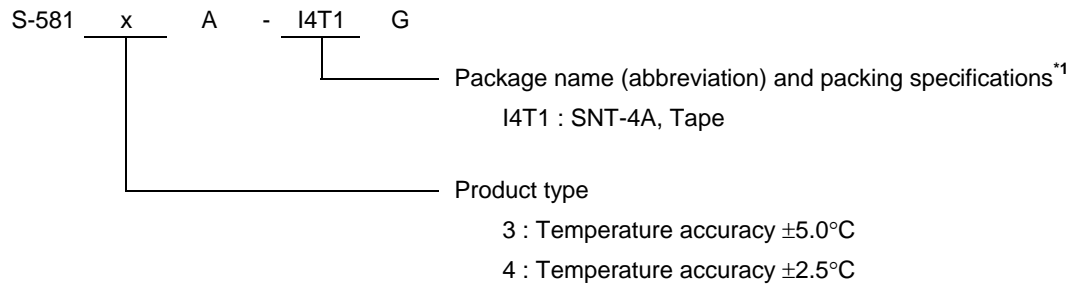 S-581 x A - I4T1 G
Package name (abbreviation) and packing specifications*1
I4T1 : SNT-4A, Tape
Product type
3 : Temperature accuracy ±5.0°C
4 : Temperature accuracy ±2.5°C